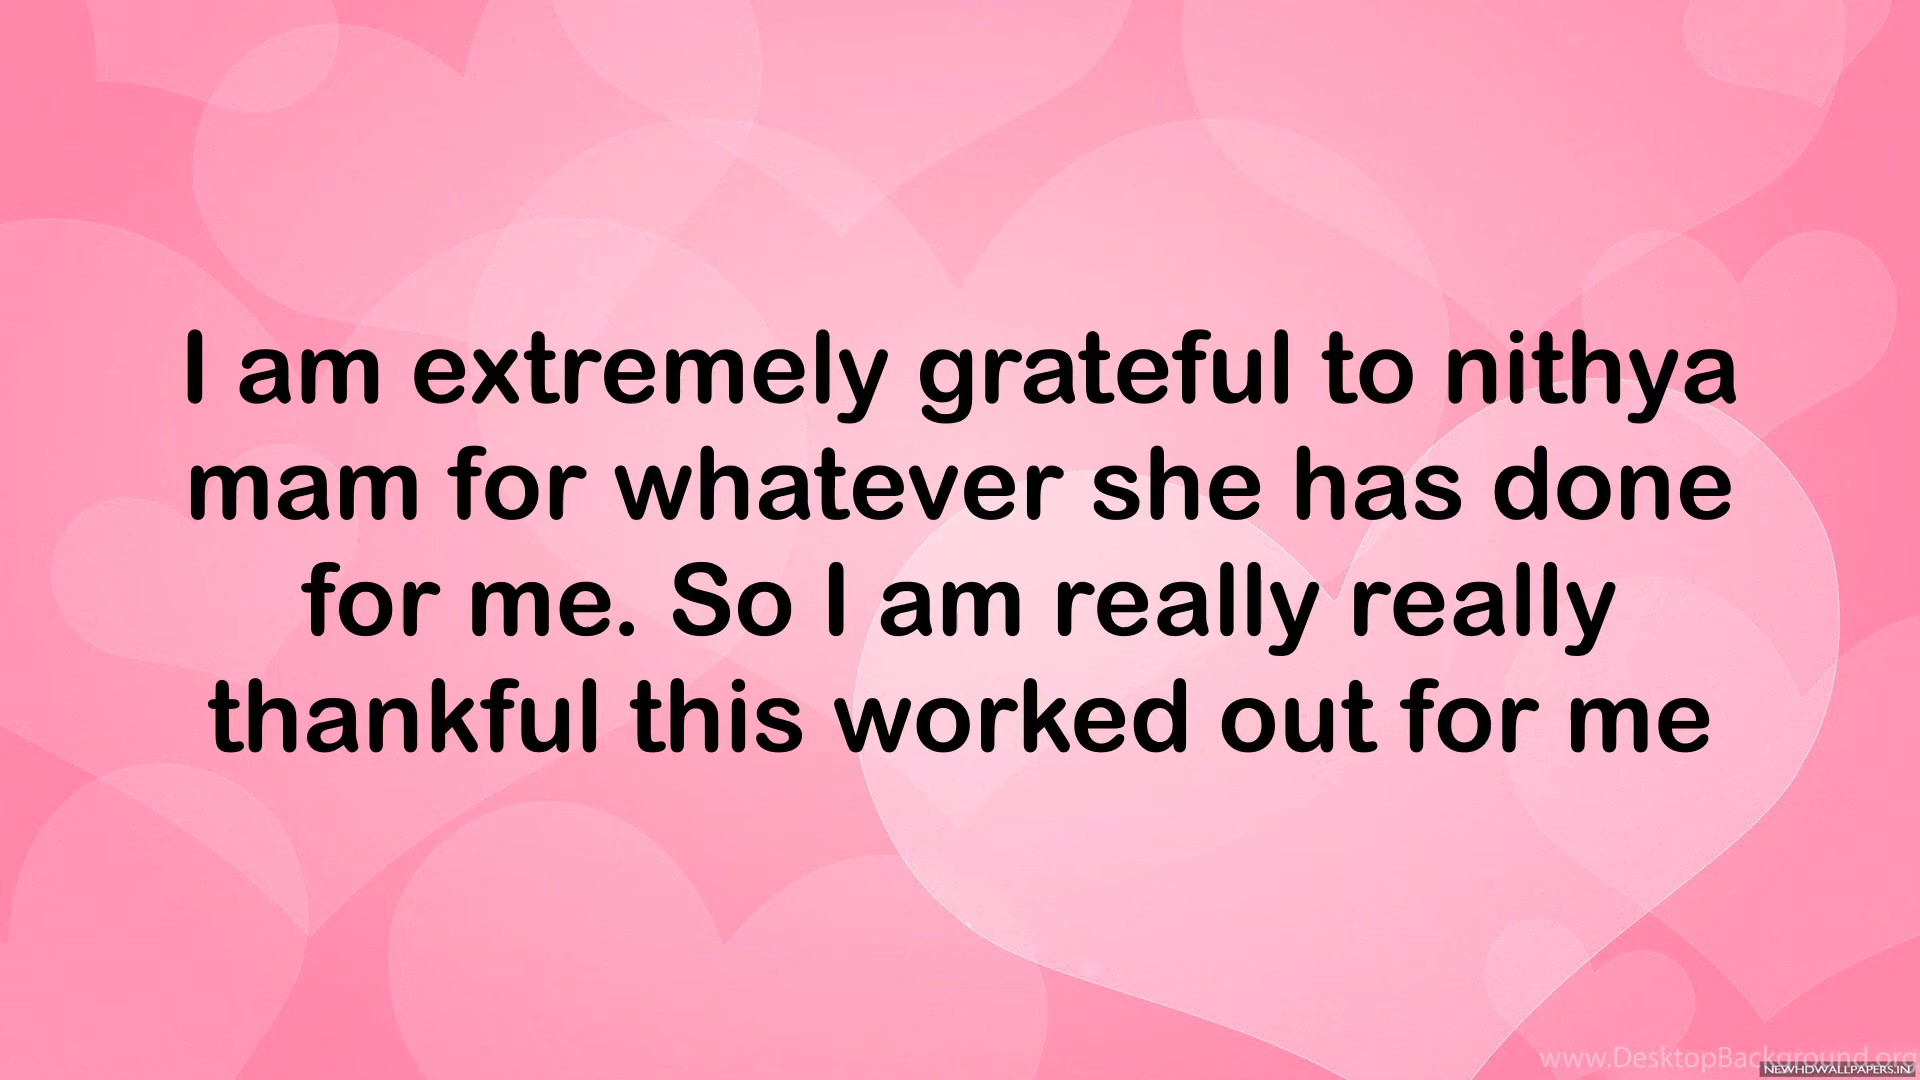 I am extremely grateful to nithya
mam for whatever she has done
for me. So I am really really
thankful this worked out for me
www.DesktopBackground.org
NEWHDWALLPAPERS.IN